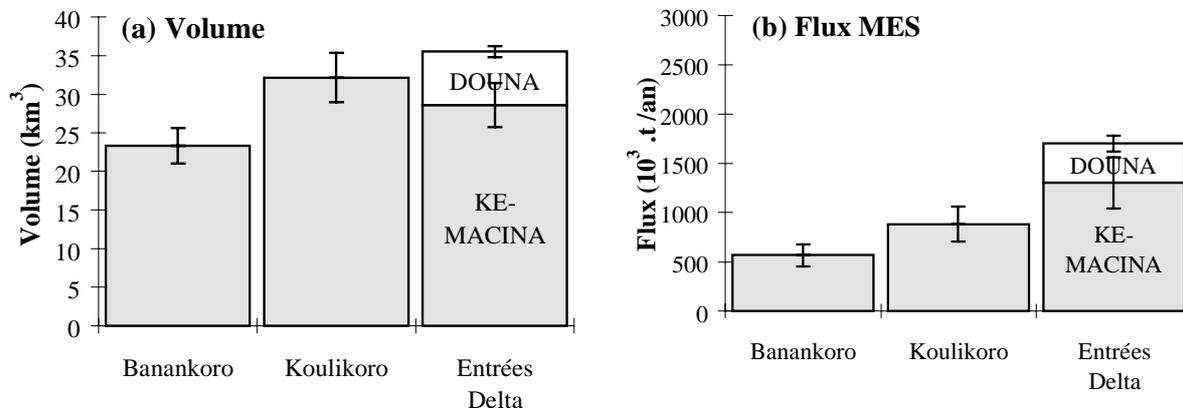 (a) Volume
Volume (km³)
40
35
30
25
20
15
10
5
0
DOUNA
KE-
MACINA
Banankoro
Koulikoro
Entrées
Delta
(b) Flux MES
Flux (10³ .t /an)
3000
2500
2000
1500
1000
500
0
DOUNA
KE-
MACINA
Banankoro
Koulikoro
Entrées
Delta